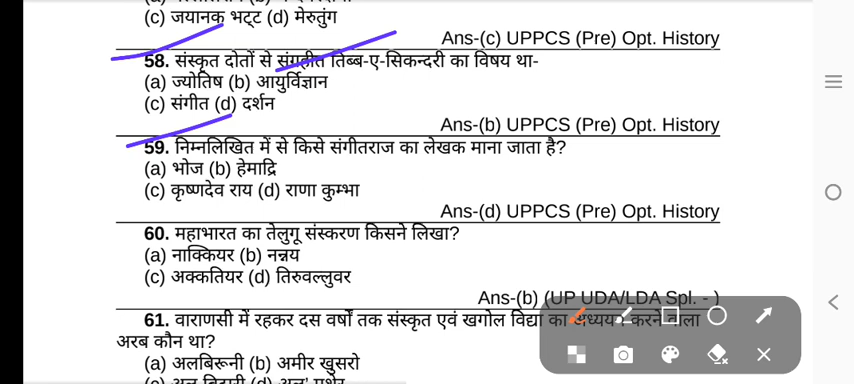 (c) जयानक भट्ट (d) मेरुतुंग
Ans-(c) UPPCS (Pre) Opt. History
58. संस्कृत दोतों से संगृहीत तिब्ब-ए-सिकन्दरी का विषय था-
(a) ज्योतिष (b) आयुर्विज्ञान
(c) संगीत (d) दर्शन
Ans-(b) UPPCS (Pre) Opt. History
59. निम्नलिखित में से किसे संगीतराज का लेखक माना जाता है?
(a) भोज (b) हेमाद्रि
(c) कृष्णदेव राय (d) राणा कुम्भा
Ans-(d) UPPCS (Pre) Opt. History
60. महाभारत का तेलुगू संस्करण किसने लिखा?
(a) नाक्कियर (b) नन्नय
(c) अक्कतियर (d) तिरुवल्लुवर
Ans-(b) (UP UDA/LDA Spl. - )
61. वाराणसी में रहकर दस वर्षों तक संस्कृत एवं खगोल विद्या का अध्ययन करने वाला
अरब कौन था?
(a) अलबिरूनी (b) अमीर खुसरो